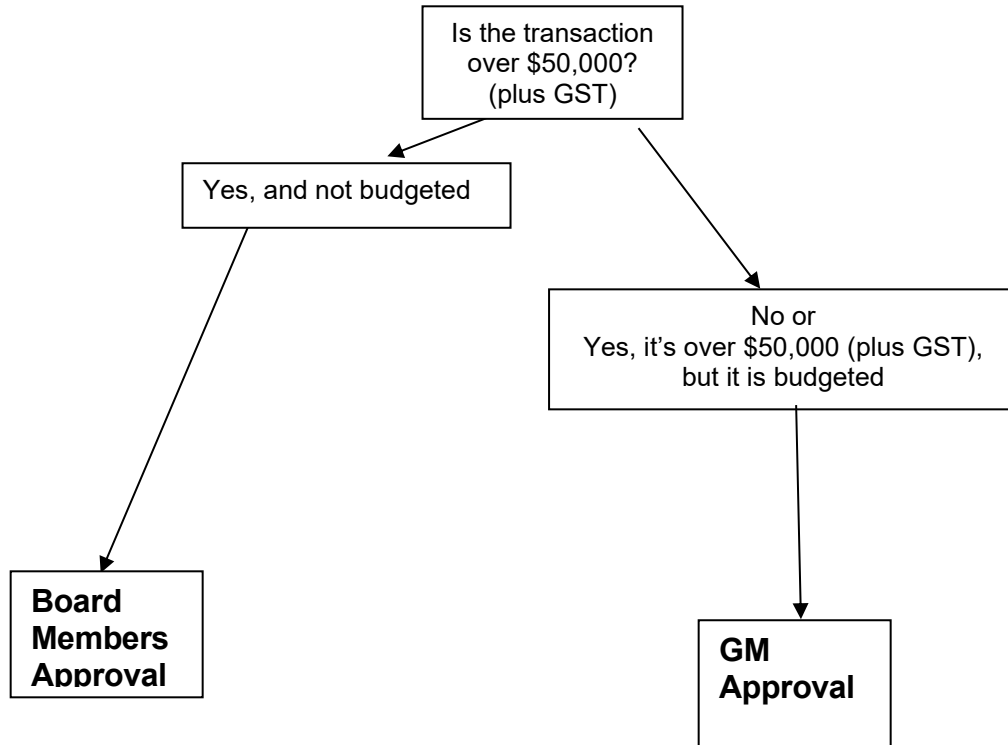 Is the transaction
over $50,000?
(plus GST)
Yes, and not budgeted
No or
Yes, it’s over $50,000 (plus GST),
but it is budgeted
Board
Members
Approval
GM
Approval